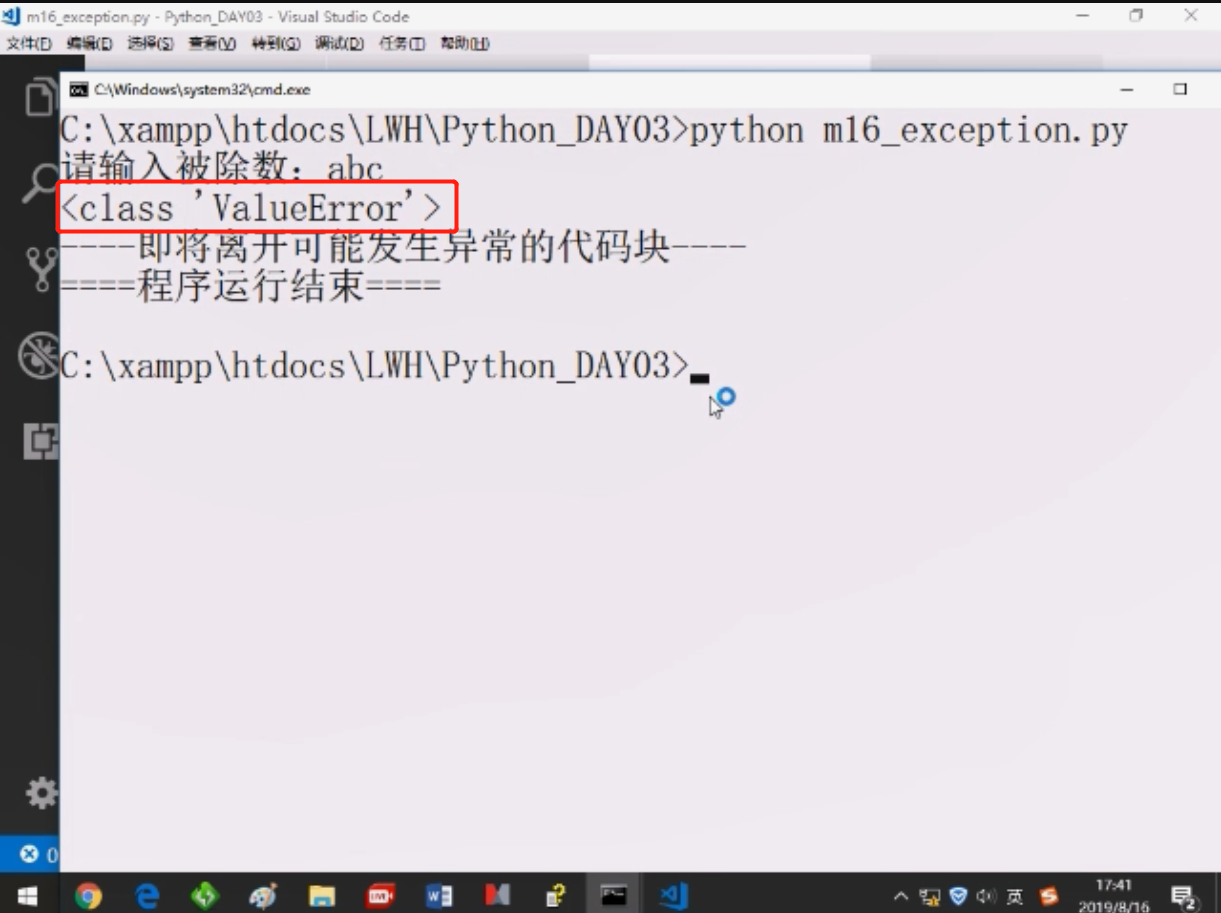 m16_exception.py - Python_DAY03 - Visual Studio Code
文件(F) 编辑(E) 选择(S) 查看(V) 转到(G) 调试(D) 任务(T) 帮助(H)
C:\Windows\system32\cmd.exe
C:\xampp\htdocs\LWH\Python_DAY03>python m16_exception.py
请输入被除数：abc
<class 'ValueError'>
----即将离开可能发生异常的代码块----
====程序运行结束====
C:\xampp\htdocs\LWH\Python_DAY03>
0
英
17:41
2019/8/16
2